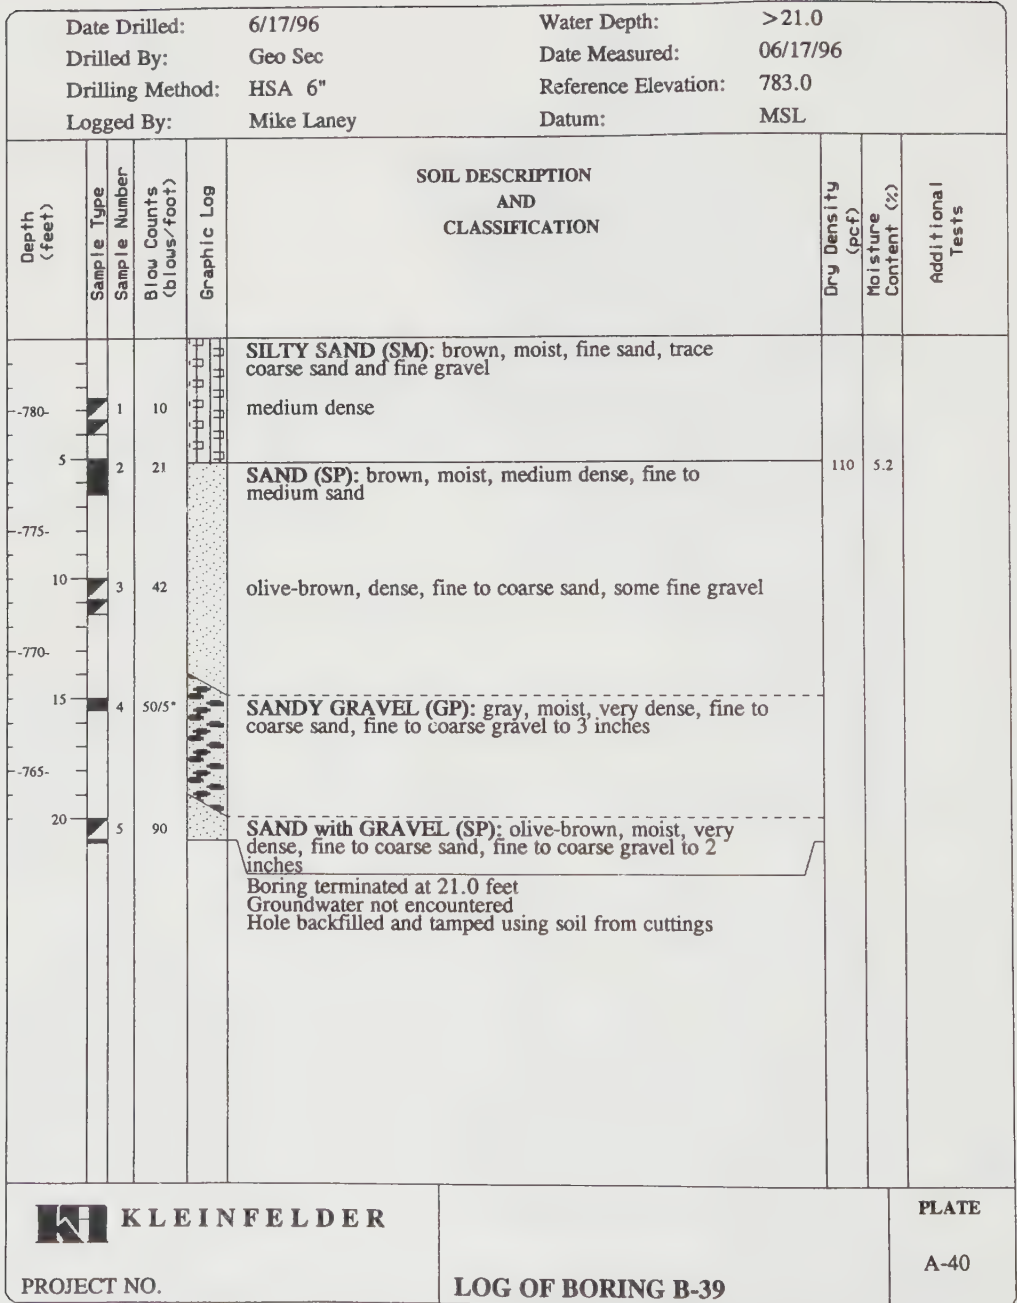 Date Drilled: 6/17/96 Water Depth: >21.0
Drilled By: Geo Sec Date Measured: 06/17/96
Drilling Method: HSA 6" Reference Elevation: 783.0
Logged By: Mike Laney Datum: MSL
Depth
(feet)
Sample Type
Sample Number
Blow Counts
(blows/foot)
Graphic Log
SOIL DESCRIPTION
AND
CLASSIFICATION
Dry Density
(pcf)
Moisture
Content (%)
Additional
Tests
SILTY SAND (SM): brown, moist, fine sand, trace
coarse sand and fine gravel
-780- 1 10 medium dense
5 2 21 SAND (SP): brown, moist, medium dense, fine to 110 5.2
medium sand
-775-
10 3 42 olive-brown, dense, fine to coarse sand, some fine gravel
-770-
15 4 50/5" SANDY GRAVEL (GP): gray, moist, very dense, fine to
coarse sand, fine to coarse gravel to 3 inches
-765-
20 5 90 SAND with GRAVEL (SP): olive-brown, moist, very
dense, fine to coarse sand, fine to coarse gravel to 2
inches
Boring terminated at 21.0 feet
Groundwater not encountered
Hole backfilled and tamped using soil from cuttings
KLEINFELDER
PROJECT NO.
LOG OF BORING B-39
PLATE
A-40